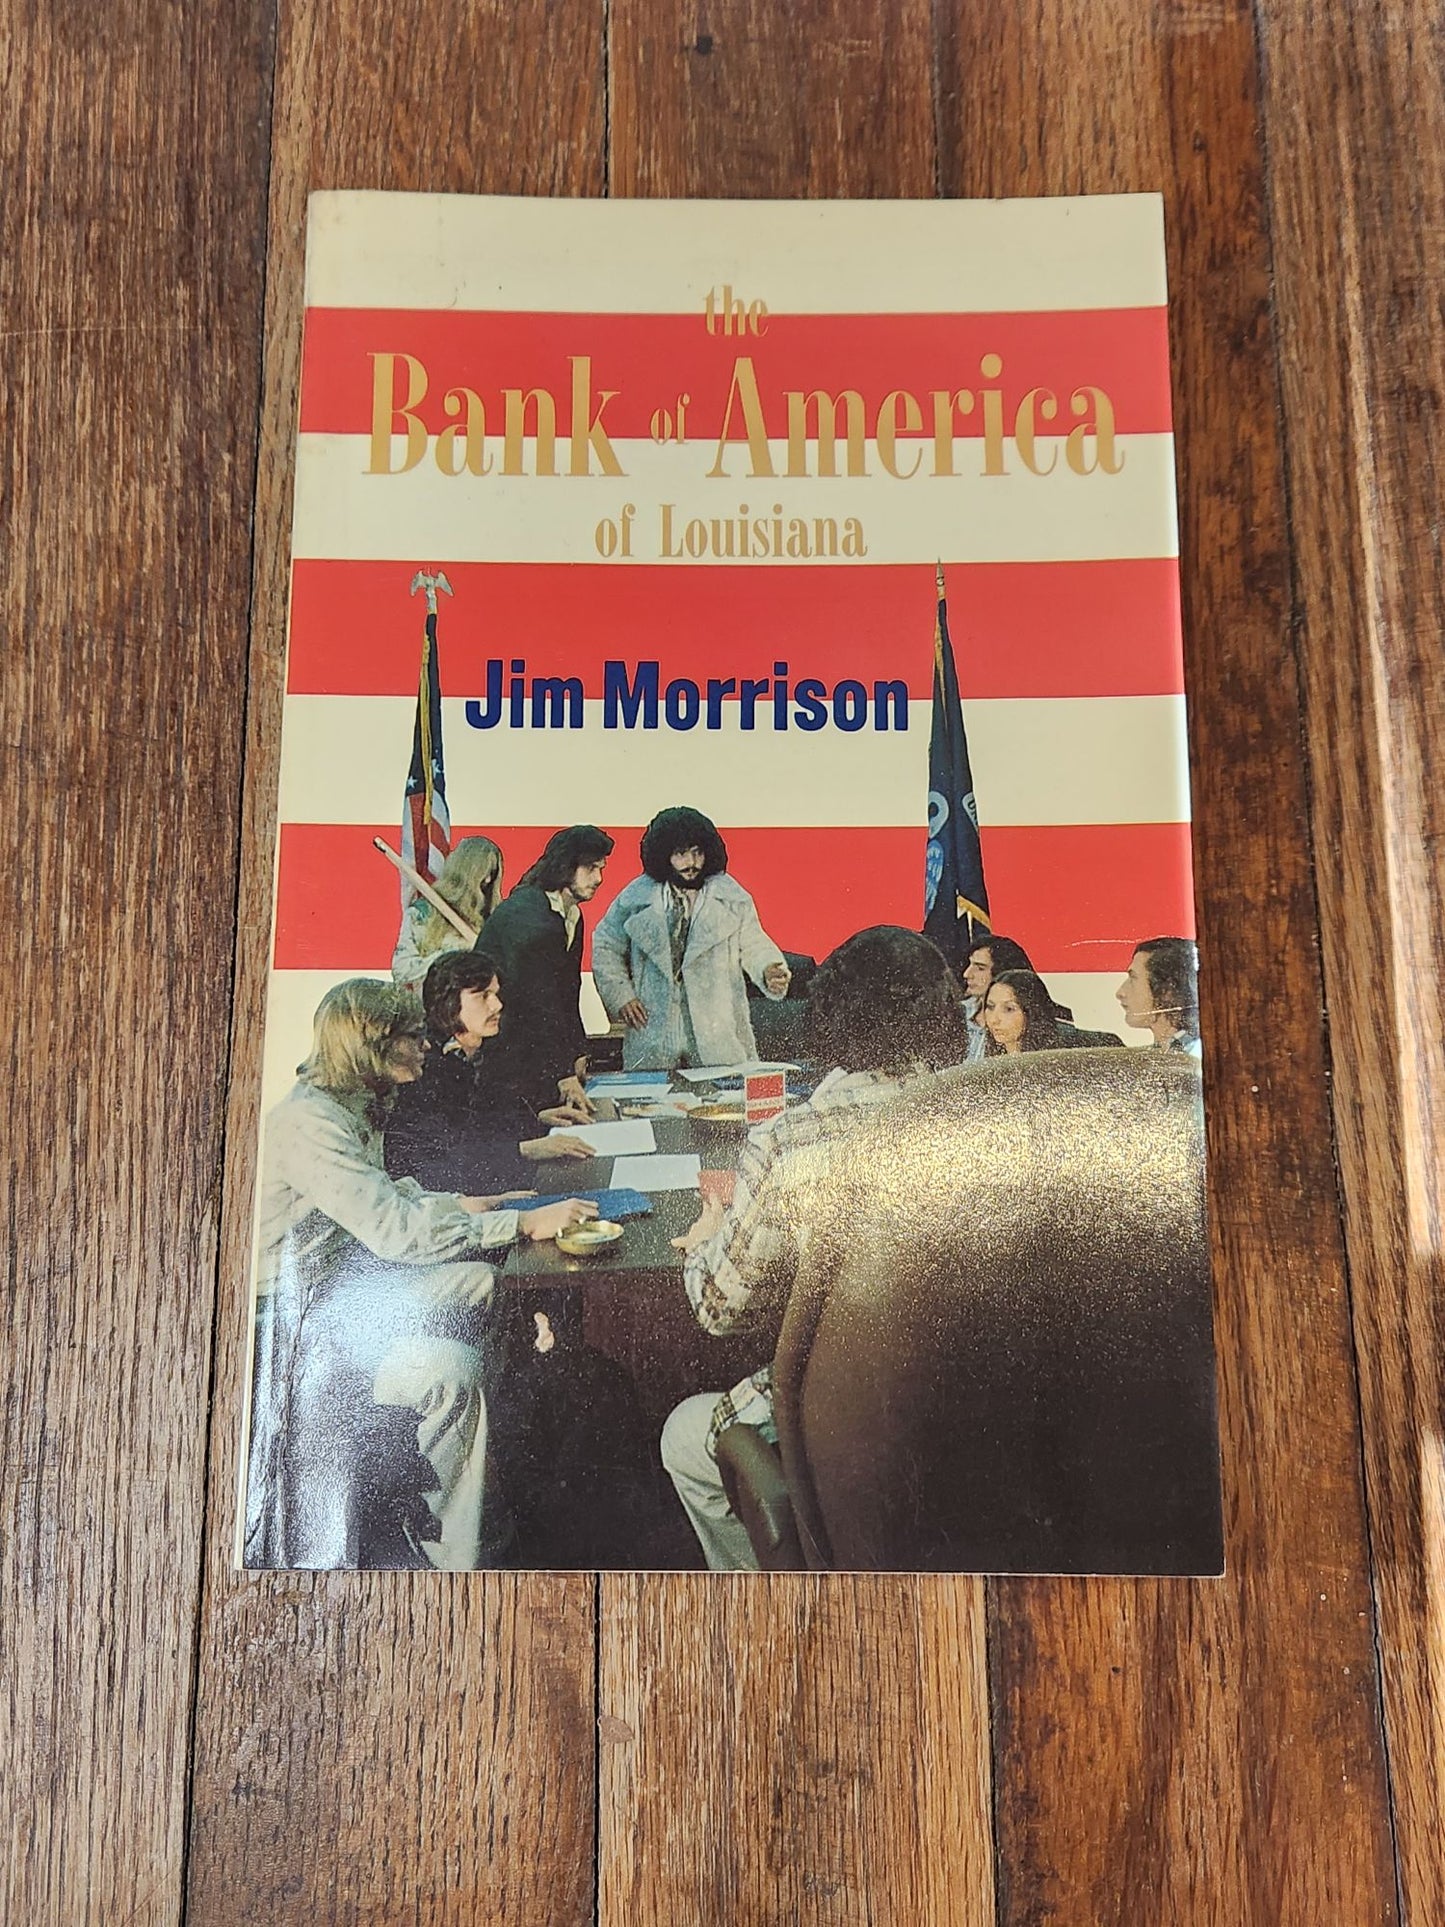 the
Bank of America
of Louisiana
Jim Morrison